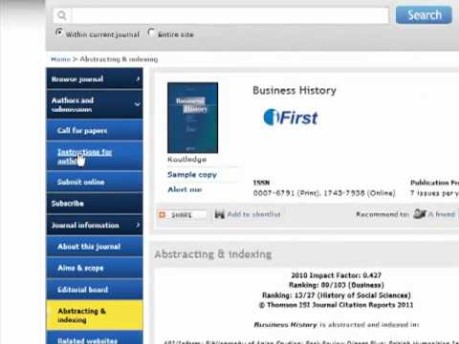 Search
Within current journal
Entire site
Home > Abstracting & indexing
Browse journal
Authors and
submissions
Call for papers
Instructions for
Submit online
Subscribe
Journal information
About this journal
Aims & scope
Editorial board
Abstracting &
indexing
Related websites
Business
History
Routledge
Sample copy
Alert me
SHARE
Add to shortlist
Business History
iFirst
ISSN
0007-6791 (Print), 1743-7938 (Online)
Publication
7 issues per
Recommend to:
A friend
Abstracting & indexing
2010 Impact Factor: 0.427
Ranking: 89/103 (Business)
Ranking: 13/27 (History of Social Sciences)
© Thomson ISI Journal Citation Reports 2011
Business History is abstracted and indexed in: